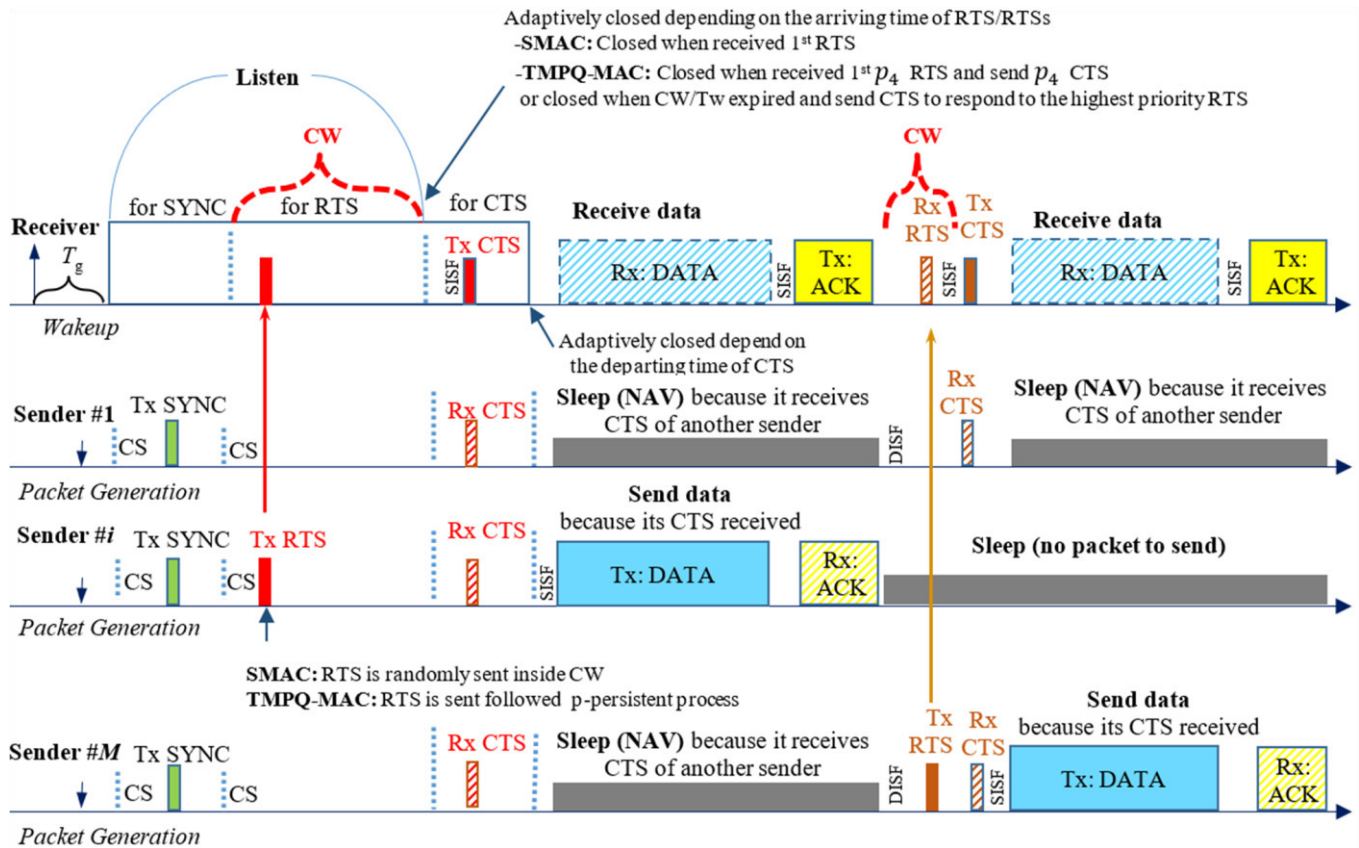 Adaptively closed depending on the arriving time of RTS/RTSs
-SMAC: Closed when received 1st RTS
-TMPQ-MAC: Closed when received 1st p4 RTS and send p4 CTS
or closed when CW/Tw expired and send CTS to respond to the highest priority RTS
Listen
CW
CW
for SYNC
for RTS
for CTS
Receive data
Rx
RTS
Tx
CTS
Receive data
Receiver
Tg
Tx CTS
SISF
Rx: DATA
SISF
Tx:
ACK
SISF
Rx: DATA
SISF
Tx:
ACK
Wakeup
Adaptively closed depend on
the departing time of CTS
Sender #1
Tx SYNC
CS
CS
Rx CTS
Sleep (NAV) because it receives
CTS of another sender
DISF
Rx
CTS
Sleep (NAV) because it receives
CTS of another sender
Packet Generation
Send data
because its CTS received
Sender #i
Tx SYNC
Tx RTS
CS
CS
Rx CTS
SISF
Tx: DATA
Rx:
ACK
Sleep (no packet to send)
Packet Generation
SMAC: RTS is randomly sent inside CW
TMPQ-MAC: RTS is sent followed p-persistent process
Sender #M
Tx SYNC
CS
CS
Rx CTS
Sleep (NAV) because it receives
CTS of another sender
DISF
Tx
RTS
Rx
CTS
SISF
Send data
because its CTS received
Tx: DATA
Rx:
ACK
Packet Generation